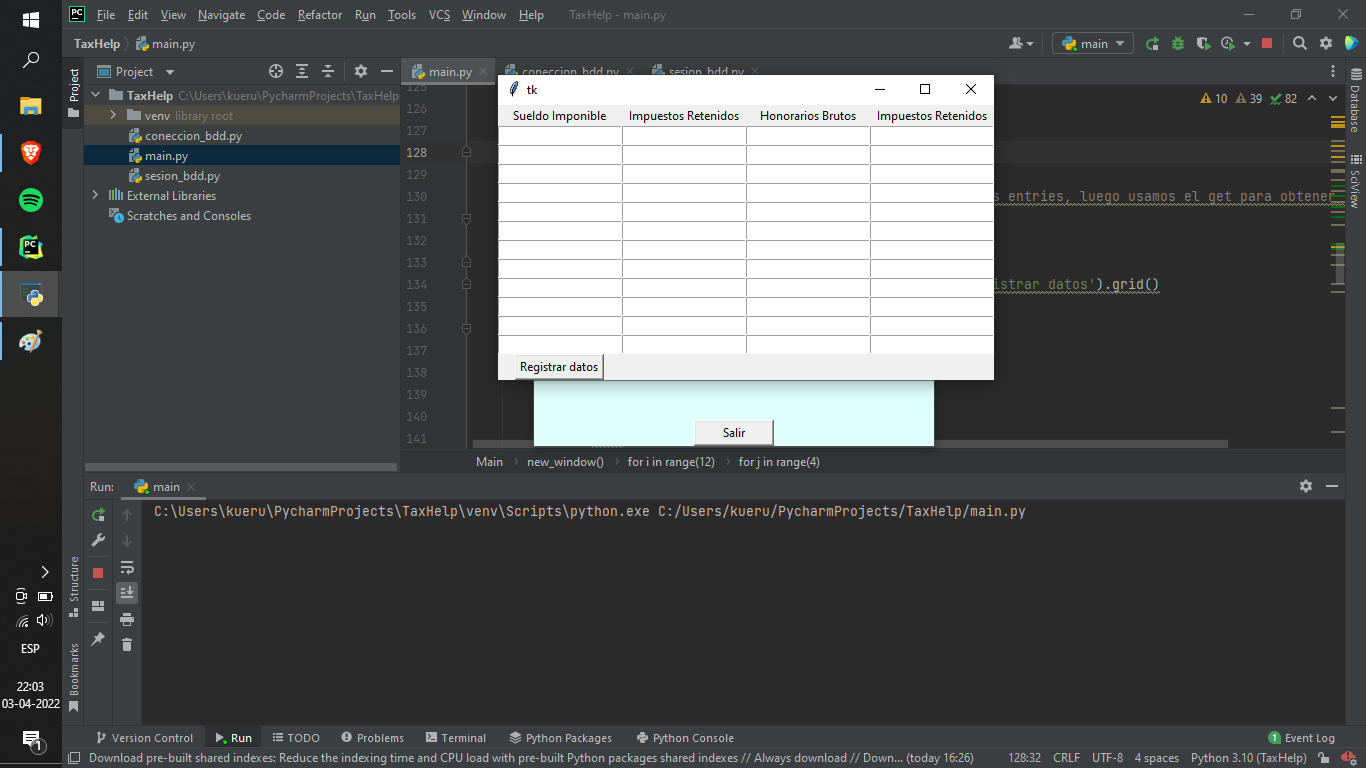 File Edit View Navigate Code Refactor Run Tools VCS Window Help TaxHelp - main.py
TaxHelp main.py main
Project
Project main.py coneccion_bdd.py sesion_bdd.py
TaxHelp C:\Users\kueru\PycharmProjects\TaxHelp
venv library root
coneccion_bdd.py
main.py
sesion_bdd.py
External Libraries
Scratches and Consoles
125
126
127
128
129
130 s entries, luego usamos el get para obtener
131
132
133
134 istrar datos').grid()
135
136
137
138
139
140
141
10 39 82
Database
SciView
tk
Sueldo Imponible Impuestos Retenidos Honorarios Brutos Impuestos Retenidos
Registrar datos
Salir
Main new_window() for i in range(12) for j in range(4)
Run: main
C:\Users\kueru\PycharmProjects\TaxHelp\venv\Scripts\python.exe C:/Users/kueru/PycharmProjects/TaxHelp/main.py
Structure
Bookmarks
ESP
22:03
03-04-2022
1
Version Control Run TODO Problems Terminal Python Packages Python Console 1 Event Log
Download pre-built shared indexes: Reduce the indexing time and CPU load with pre-built Python packages shared indexes // Always download // Down... (today 16:26) 128:32 CRLF UTF-8 4 spaces Python 3.10 (TaxHelp)